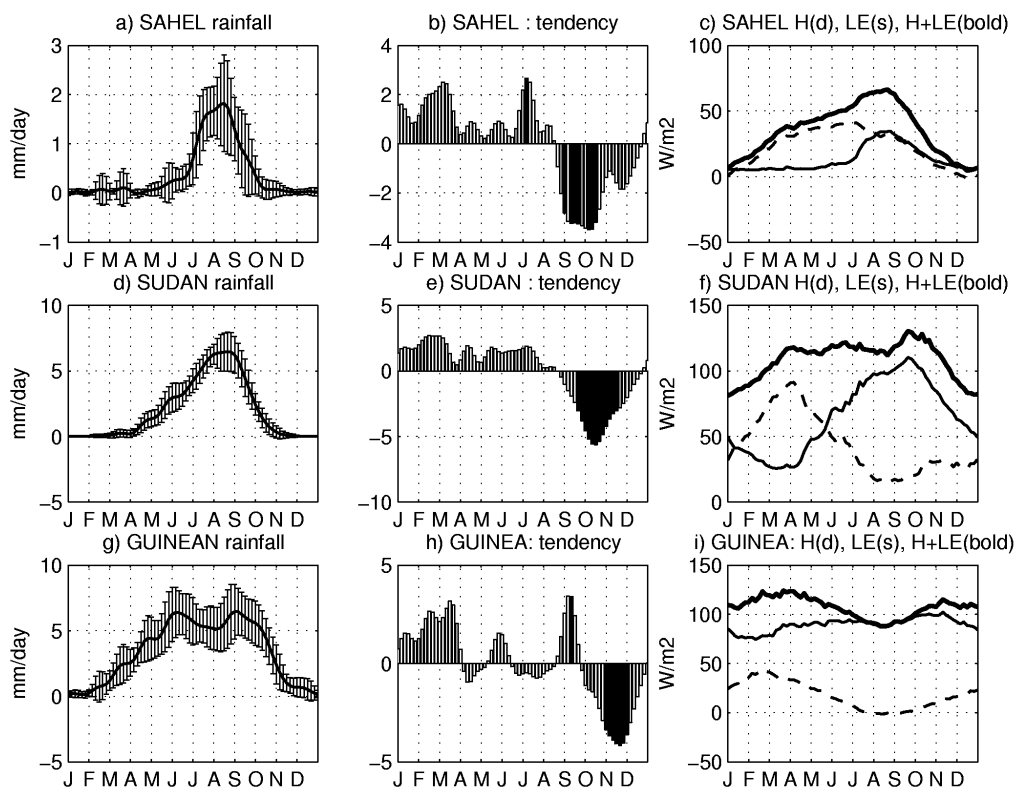 a) SAHEL rainfall
b) SAHEL : tendency
c) SAHEL H(d), LE(s), H+LE(bold)
3
2
1
0
−1
mm/day
J F M A M J J A S O N D
4
2
0
−2
−4
J F M A M J J A S O N D
100
50
0
−50
W/m2
J F M A M J J A S O N D
d) SUDAN rainfall
e) SUDAN : tendency
f) SUDAN H(d), LE(s), H+LE(bold)
10
5
0
−5
mm/day
J F M A M J J A S O N D
10
5
0
−5
−10
J F M A M J J A S O N D
150
100
50
0
W/m2
J F M A M J J A S O N D
g) GUINEAN rainfall
h) GUINEA: tendency
i) GUINEA: H(d), LE(s), H+LE(bold)
10
5
0
−5
mm/day
J F M A M J J A S O N D
5
0
−5
J F M A M J J A S O N D
150
100
50
0
−50
W/m2
J F M A M J J A S O N D